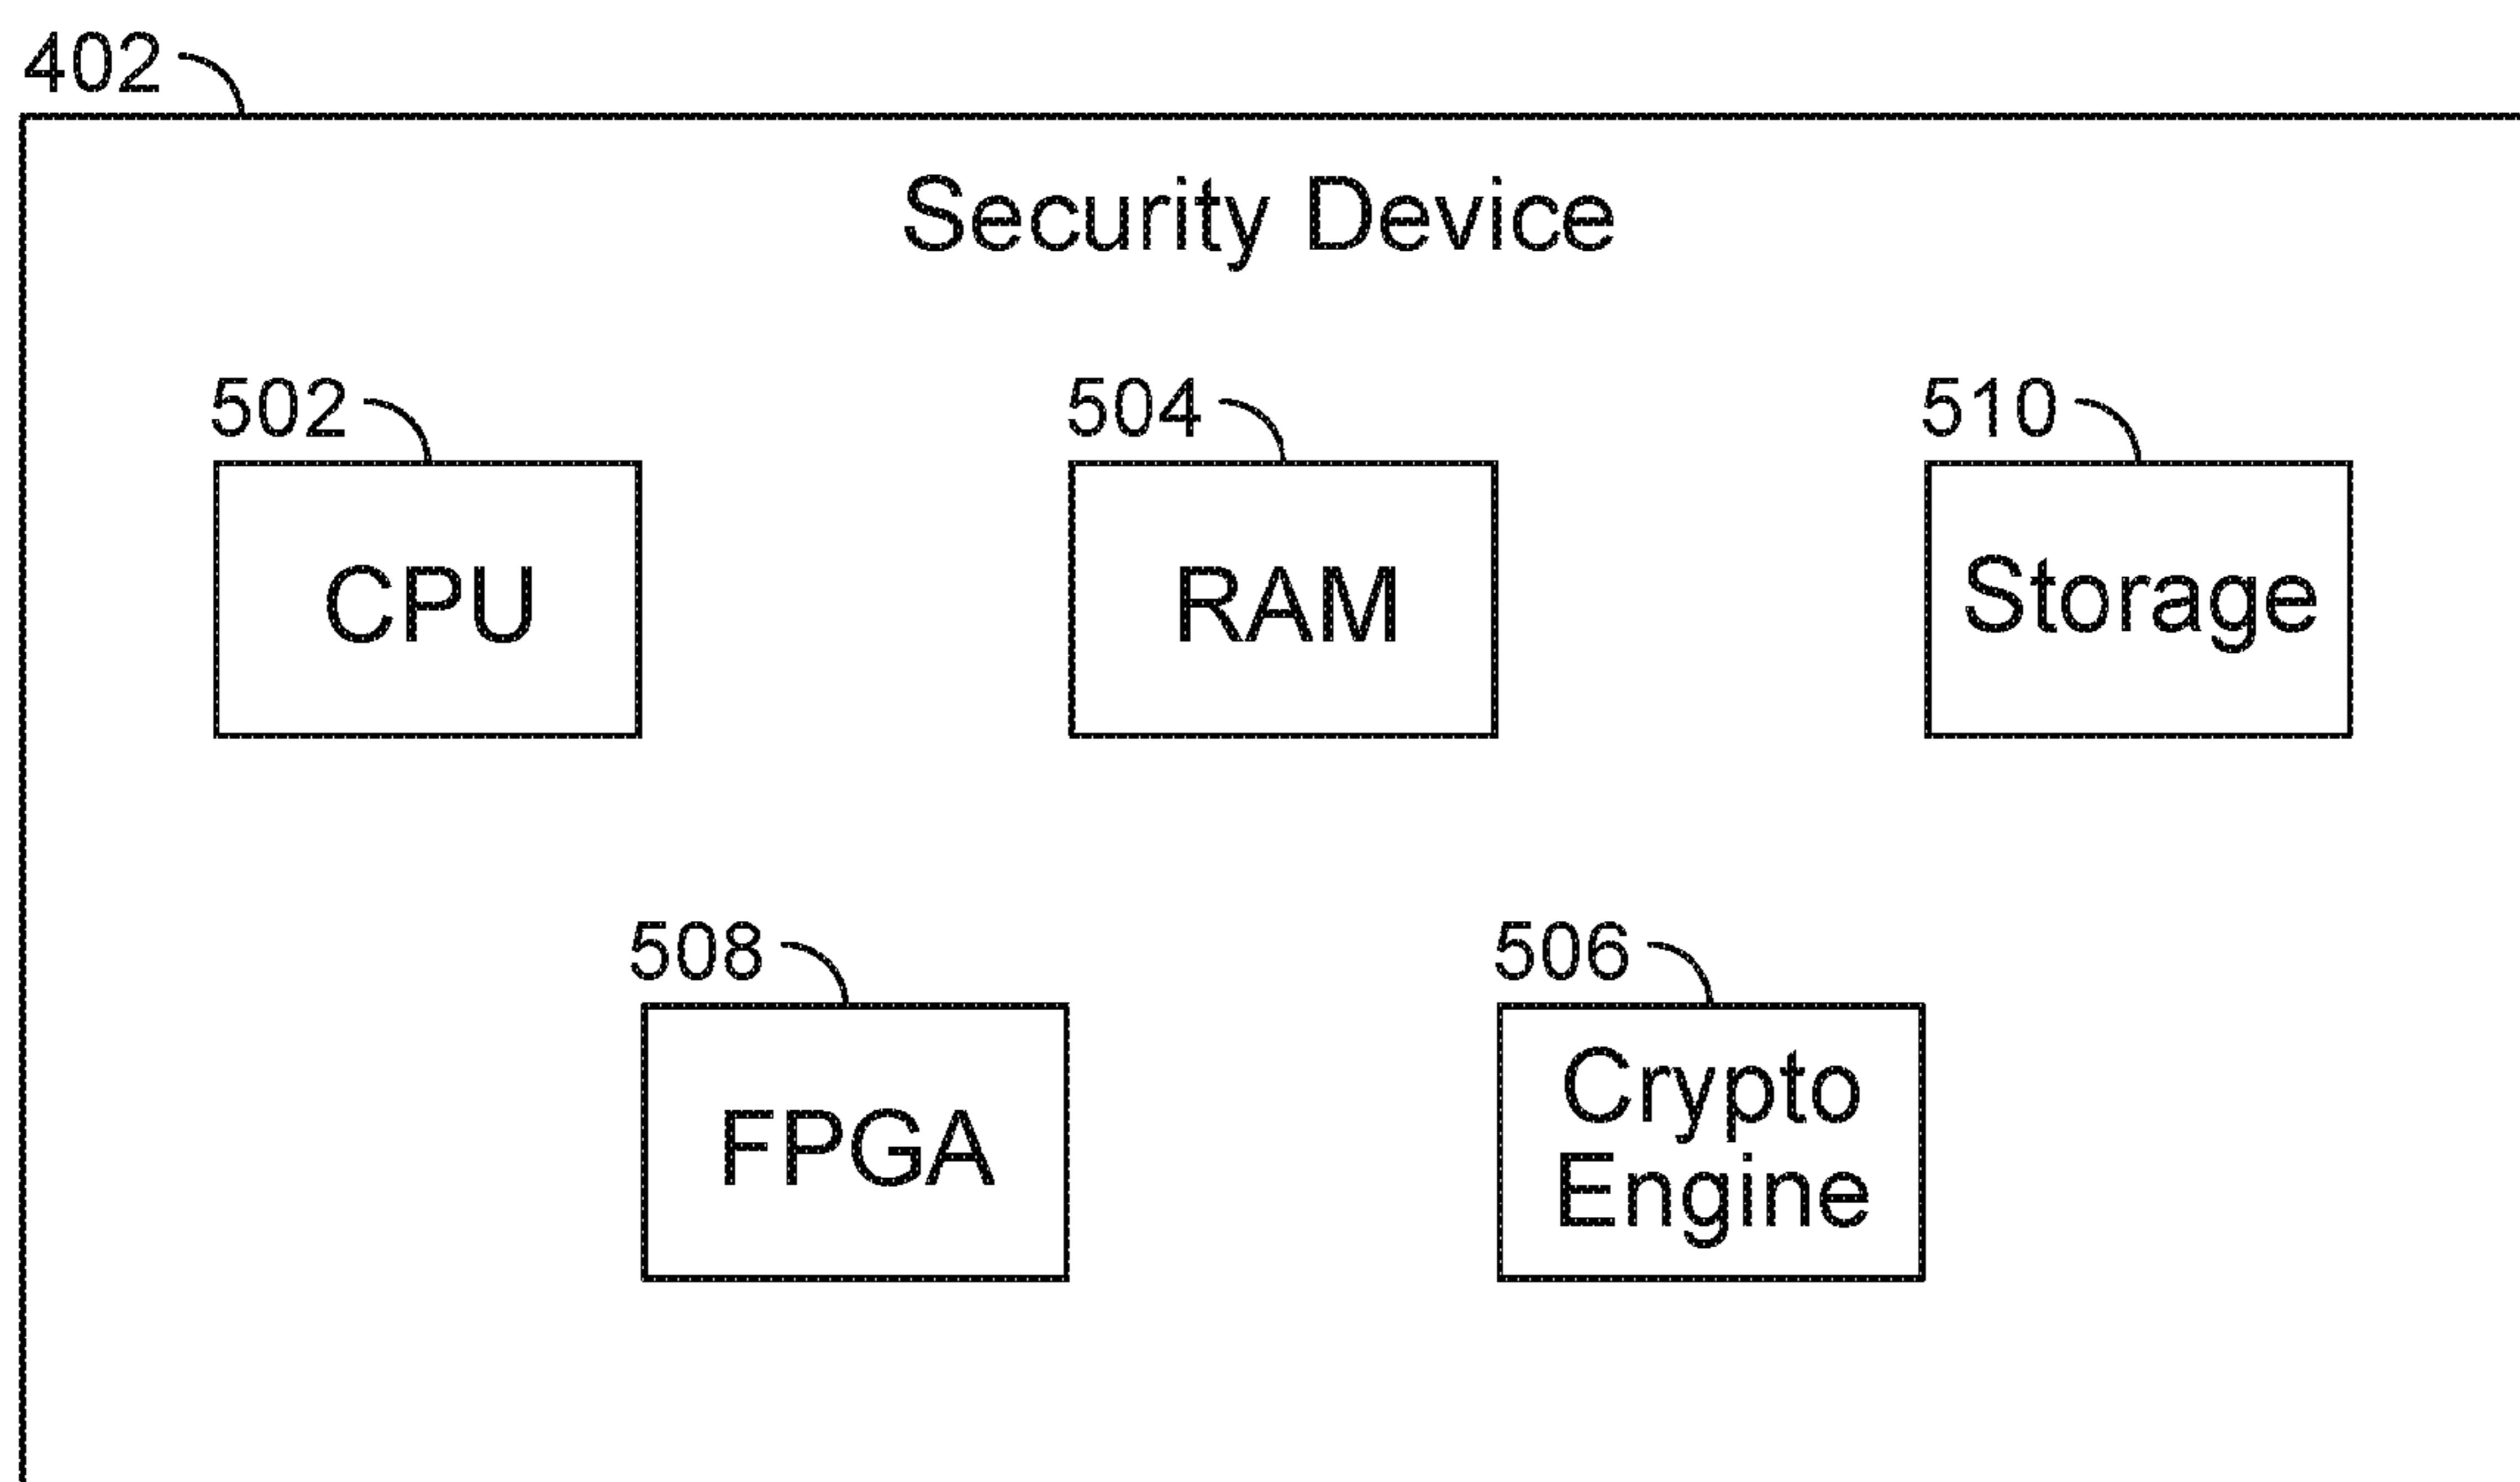 402
Security Device
502
504
510
CPU
RAM
Storage
508
506
FPGA
Crypto
Engine